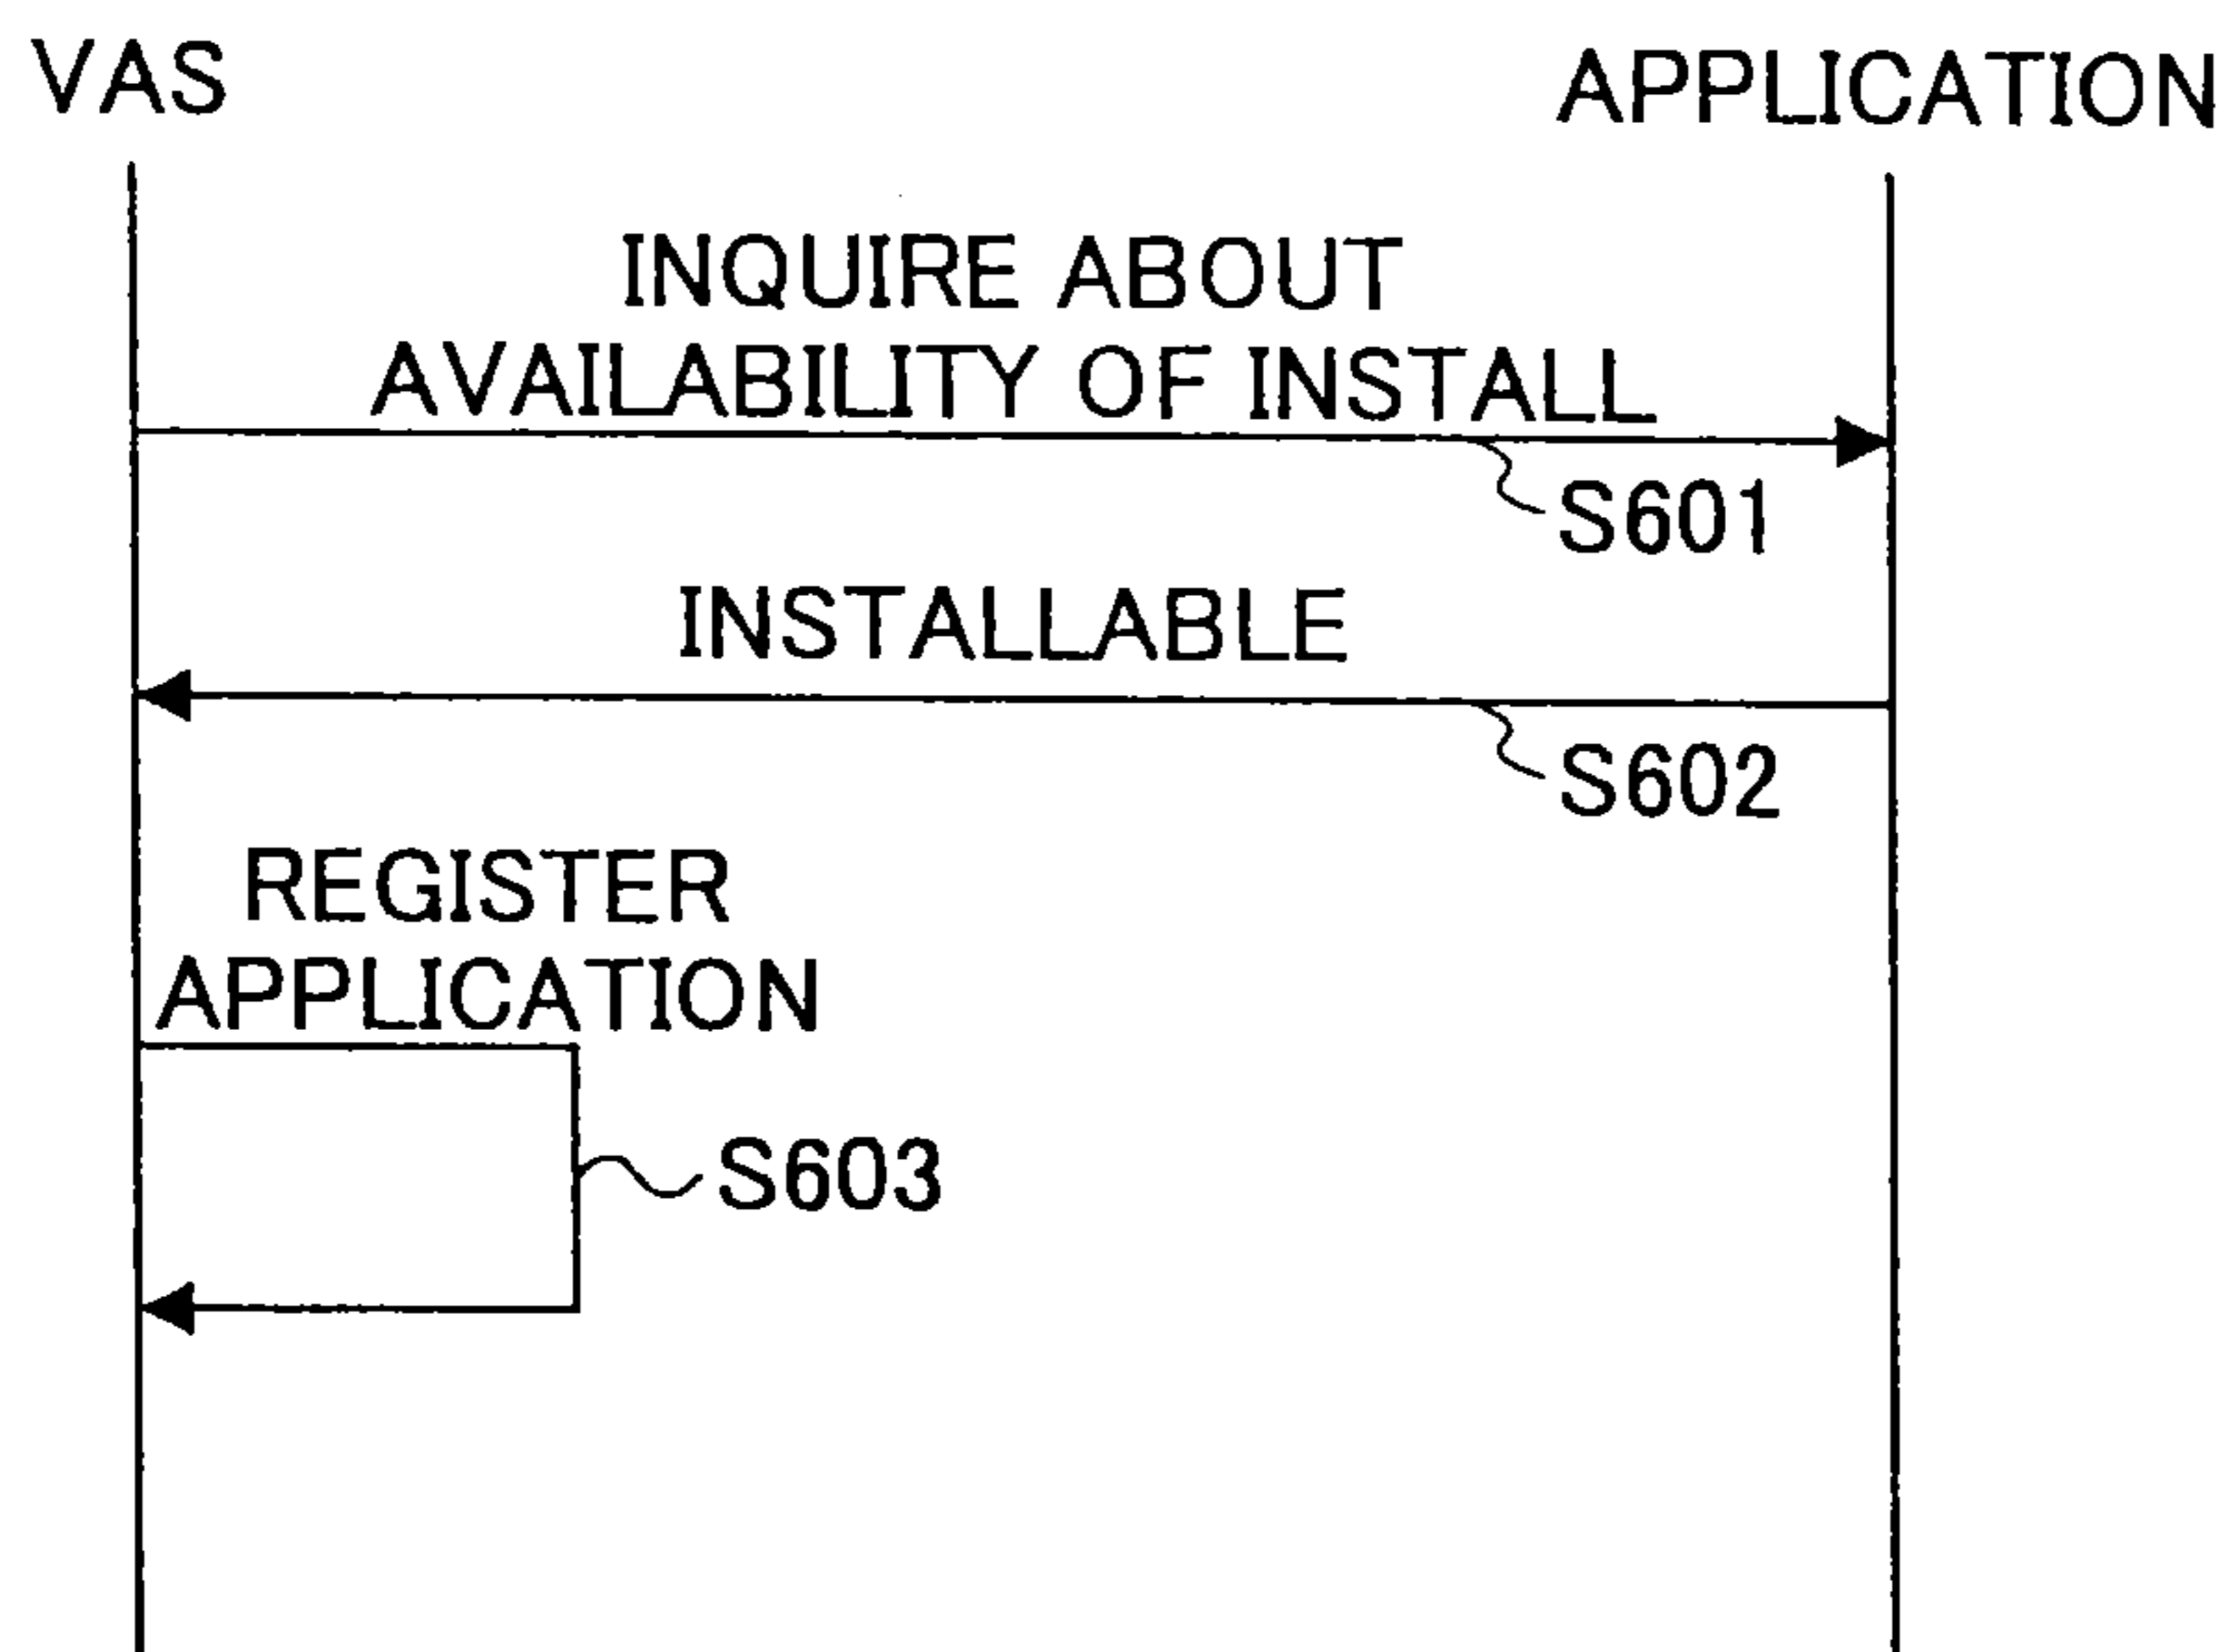 VAS
APPLICATION
INQUIRE ABOUT
AVAILABILITY OF INSTALL
S601
INSTALLABLE
S602
REGISTER
APPLICATION
S603